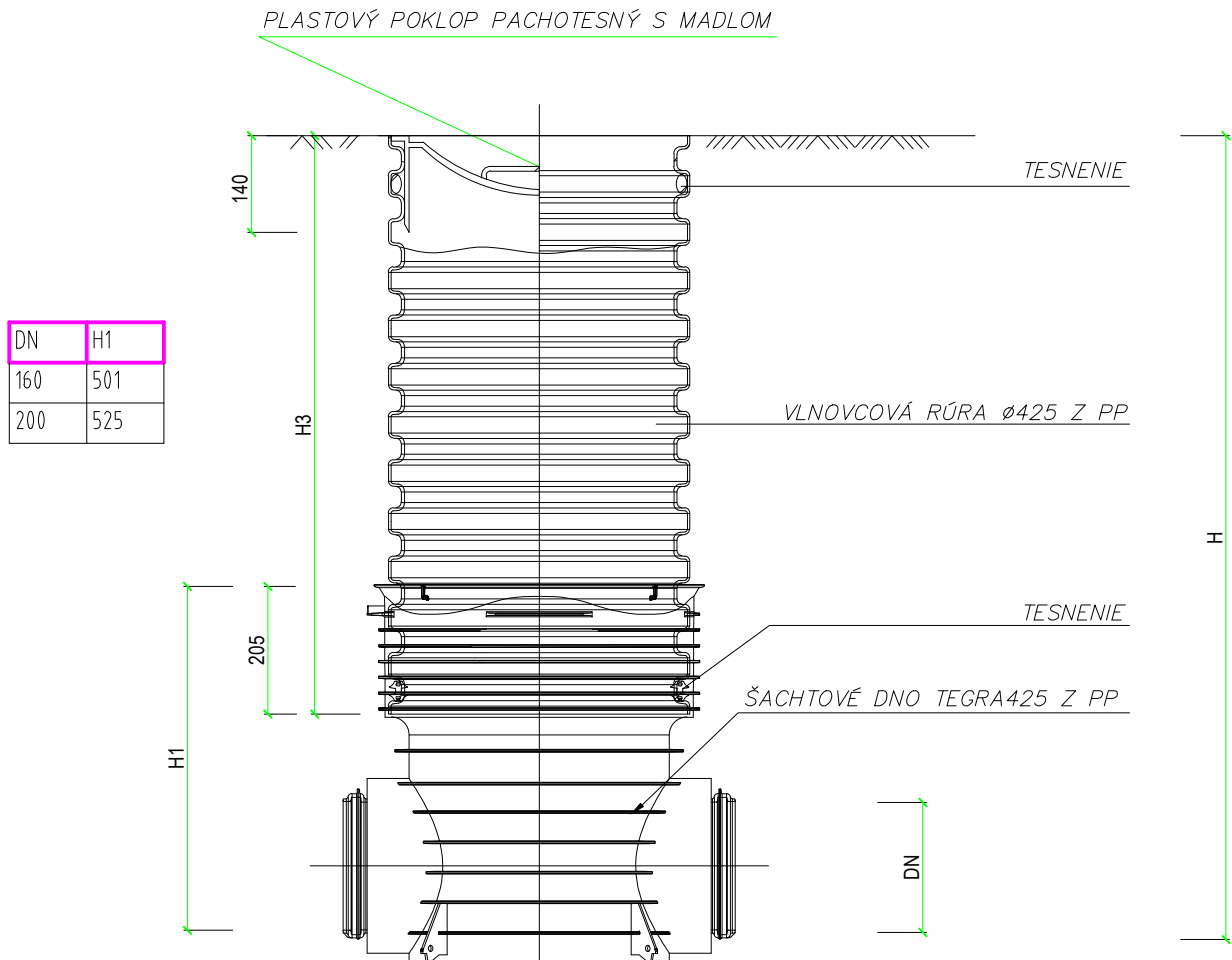 PLASTOVÝ POKLOP PACHOTESNÝ S MADLOM
140
TESNENIE
DN H1
160 501
200 525
H3
VLNOVCOVÁ RÚRA Ø425 Z PP
H
205
TESNENIE
ŠACHTOVÉ DNO TEGRA425 Z PP
H1
DN